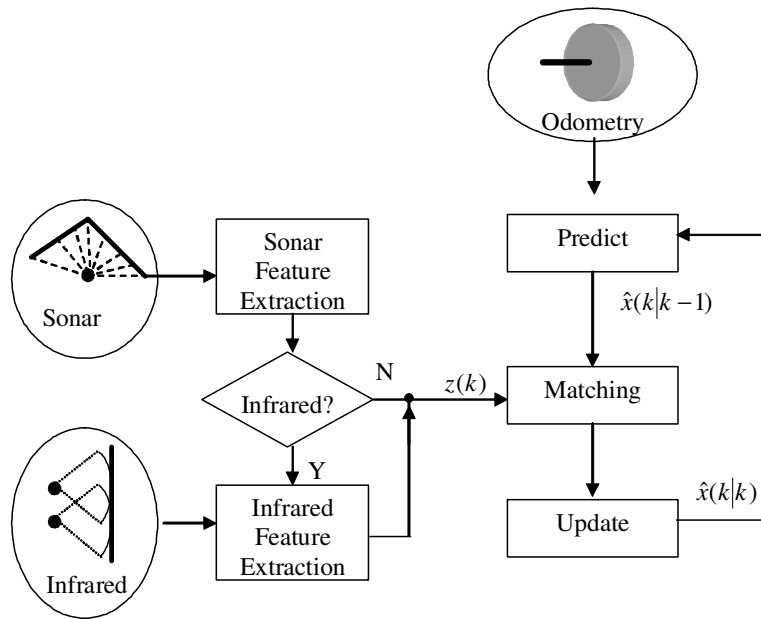 Odometry
Sonar
Feature
Extraction
Predict
Sonar
x̂(k|k−1)
N
z(k)
Infrared?
Matching
Y
Infrared
Feature
Extraction
x̂(k|k)
Update
Infrared